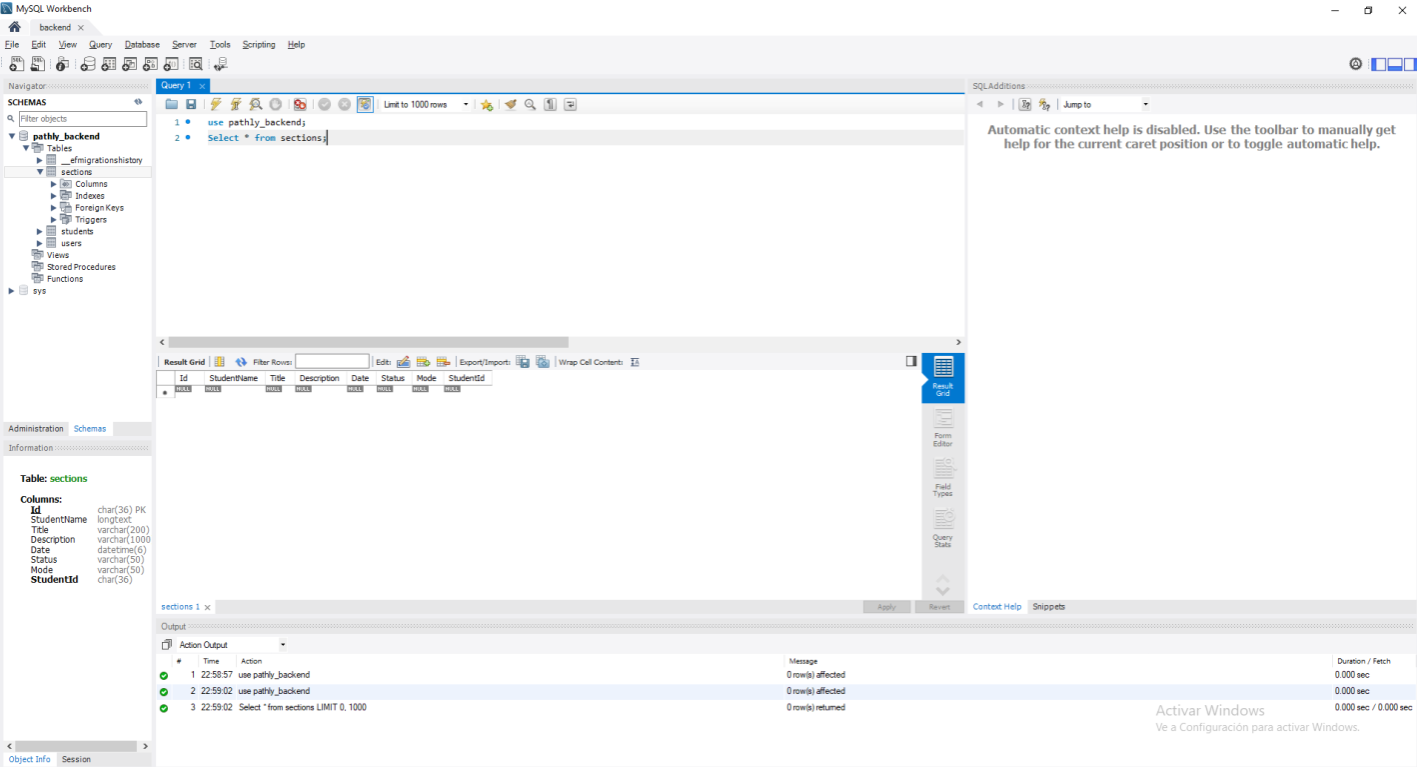 MySQL Workbench
backend ×
File Edit View Query Database Server Tools Scripting Help
Navigator
SCHEMAS
Filter objects
pathly_backend
Tables
__efmigrationshistory
sections
Columns
Indexes
Foreign Keys
Triggers
students
users
Views
Stored Procedures
Functions
sys
Administration Schemas
Information
Table: sections
Columns:
Id char(36) PK
StudentName longtext
Title varchar(200)
Description varchar(1000
Date datetime(6)
Status varchar(50)
Mode varchar(50)
StudentId char(36)
Object Info Session
Query 1 ×
Limit to 1000 rows
1 use pathly_backend;
2 Select * from sections;
Result Grid Filter Rows: Edit: Export/Import: Wrap Cell Content:
Id StudentName Title Description Date Status Mode StudentId
NULL NULL NULL NULL NULL NULL NULL NULL
Result
Grid
Form
Editor
Field
Types
Query
Stats
sections 1 ×
Apply Revert
SQLAdditions
Jump to
Automatic context help is disabled. Use the toolbar to manually get
help for the current caret position or to toggle automatic help.
Context Help Snippets
Output
Action Output
# Time Action Message Duration / Fetch
1 22:58:57 use pathly_backend 0 row(s) affected 0.000 sec
2 22:59:02 use pathly_backend 0 row(s) affected 0.000 sec
3 22:59:02 Select * from sections LIMIT 0, 1000 0 row(s) returned 0.000 sec / 0.000 sec
Activar Windows
Ve a Configuración para activar Windows.